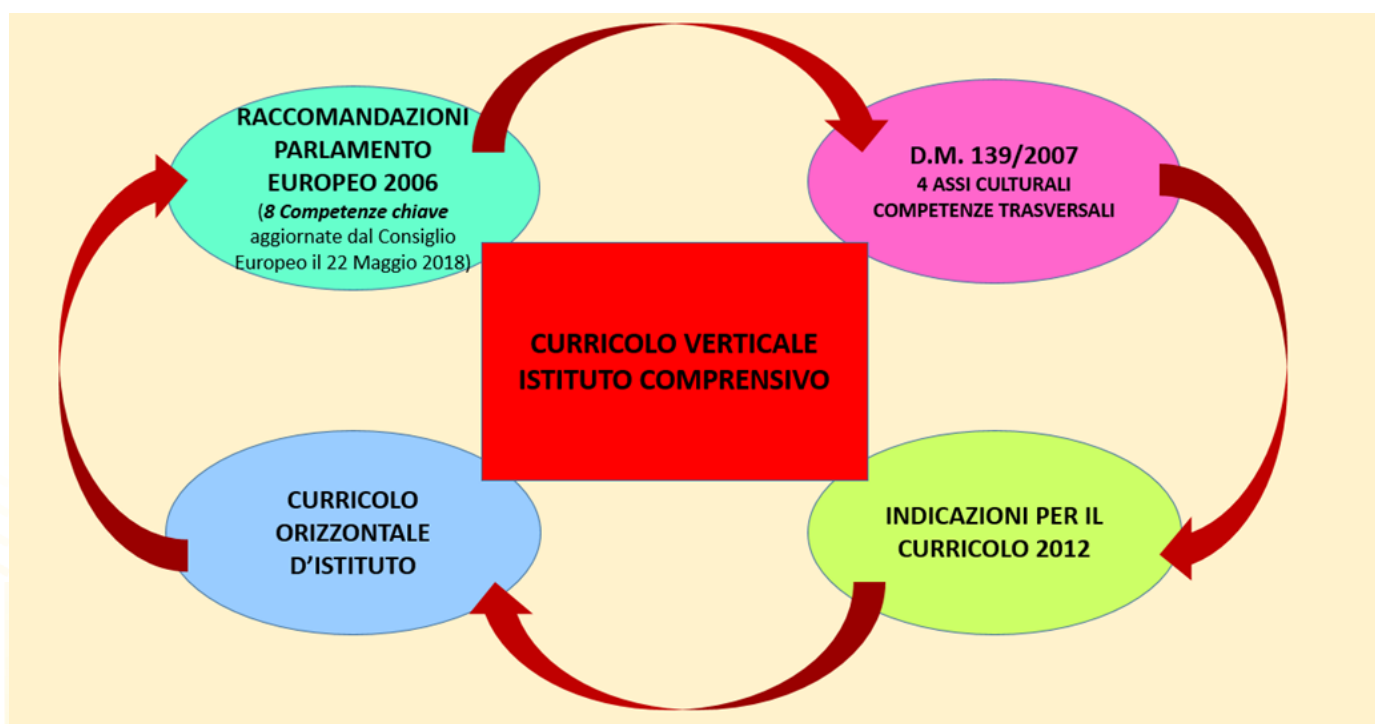 RACCOMANDAZIONI
PARLAMENTO
EUROPEO 2006
(8 Competenze chiave
aggiornate dal Consiglio
Europeo il 22 Maggio 2018)
D.M. 139/2007
4 ASSI CULTURALI
COMPETENZE TRASVERSALI
CURRICOLO VERTICALE
ISTITUTO COMPRENSIVO
CURRICOLO
ORIZZONTALE
D’ISTITUTO
INDICAZIONI PER IL
CURRICOLO 2012